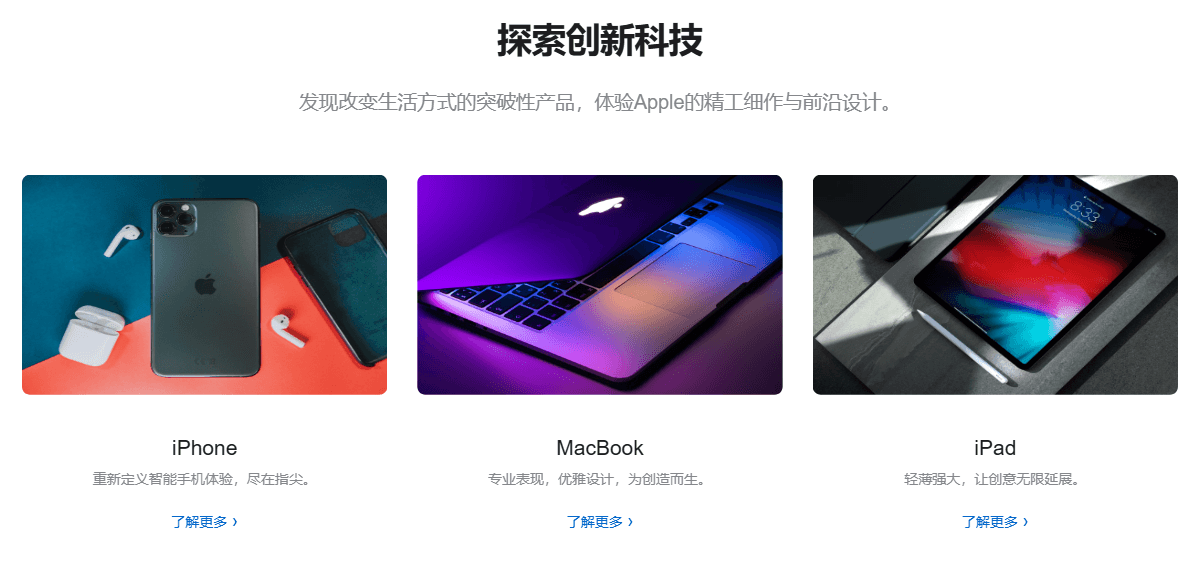 探索创新科技
发现改变生活方式的突破性产品，体验Apple的精工细作与前沿设计。
8:33
iPhone
MacBook
iPad
重新定义智能手机体验，尽在指尖。
专业表现，优雅设计，为创造而生。
轻薄强大，让创意无限延展。
了解更多 ›
了解更多 ›
了解更多 ›